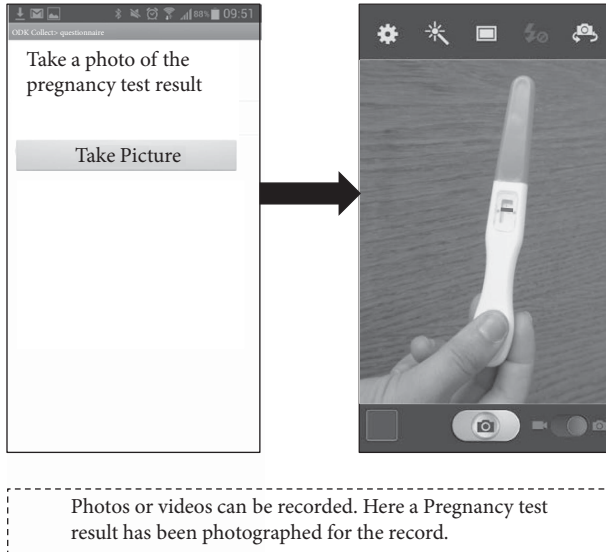 88% 09:51
ODK Collect> questionnaire
Take a photo of the
pregnancy test result
Take Picture
Photos or videos can be recorded. Here a Pregnancy test
result has been photographed for the record.